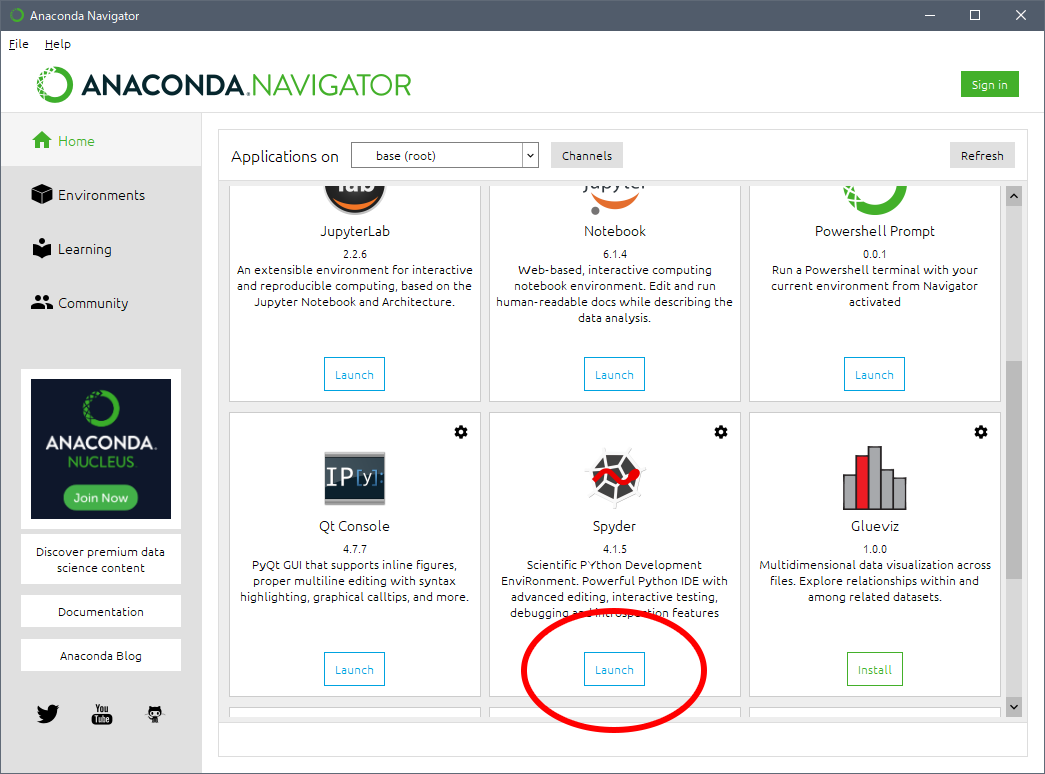 Anaconda Navigator
File Help
ANACONDA.NAVIGATOR
Sign in
Home
Environments
Learning
Community
ANACONDA.
NUCLEUS
Join Now
Discover premium data
science content
Documentation
Anaconda Blog
You
Tube
Applications on
base (root)
Channels
Refresh
lab
JupyterLab
2.2.6
An extensible environment for interactive
and reproducible computing, based on the
Jupyter Notebook and Architecture.
Launch
jupyter
Notebook
6.1.4
Web-based, interactive computing
notebook environment. Edit and run
human-readable docs while describing the
data analysis.
Launch
Powershell Prompt
0.0.1
Run a Powershell terminal with your
current environment from Navigator
activated
Launch
IP[y]:
Qt Console
4.7.7
PyQt GUI that supports inline figures,
proper multiline editing with syntax
highlighting, graphical calltips, and more.
Launch
Spyder
4.1.5
Scientific PYthon Development
EnviRonment. Powerful Python IDE with
advanced editing, interactive testing,
debugging and introspection features
Launch
Glueviz
1.0.0
Multidimensional data visualization across
files. Explore relationships within and
among related datasets.
Install